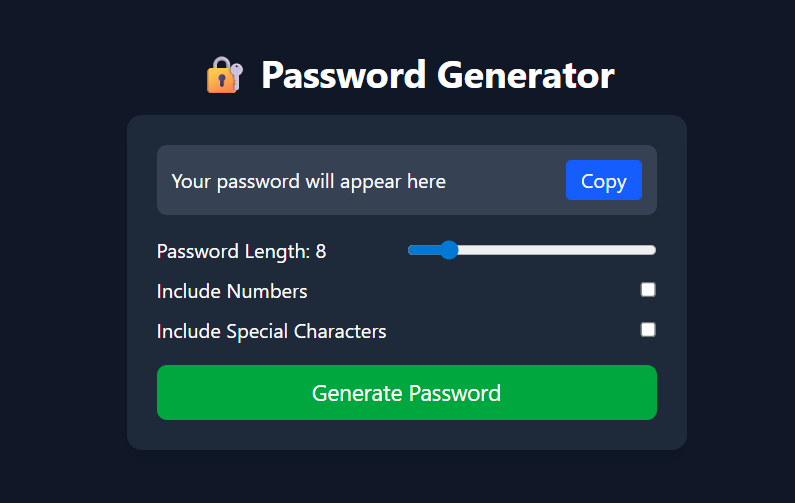 🔐 Password Generator
Your password will appear here Copy
Password Length: 8
Include Numbers
Include Special Characters
Generate Password